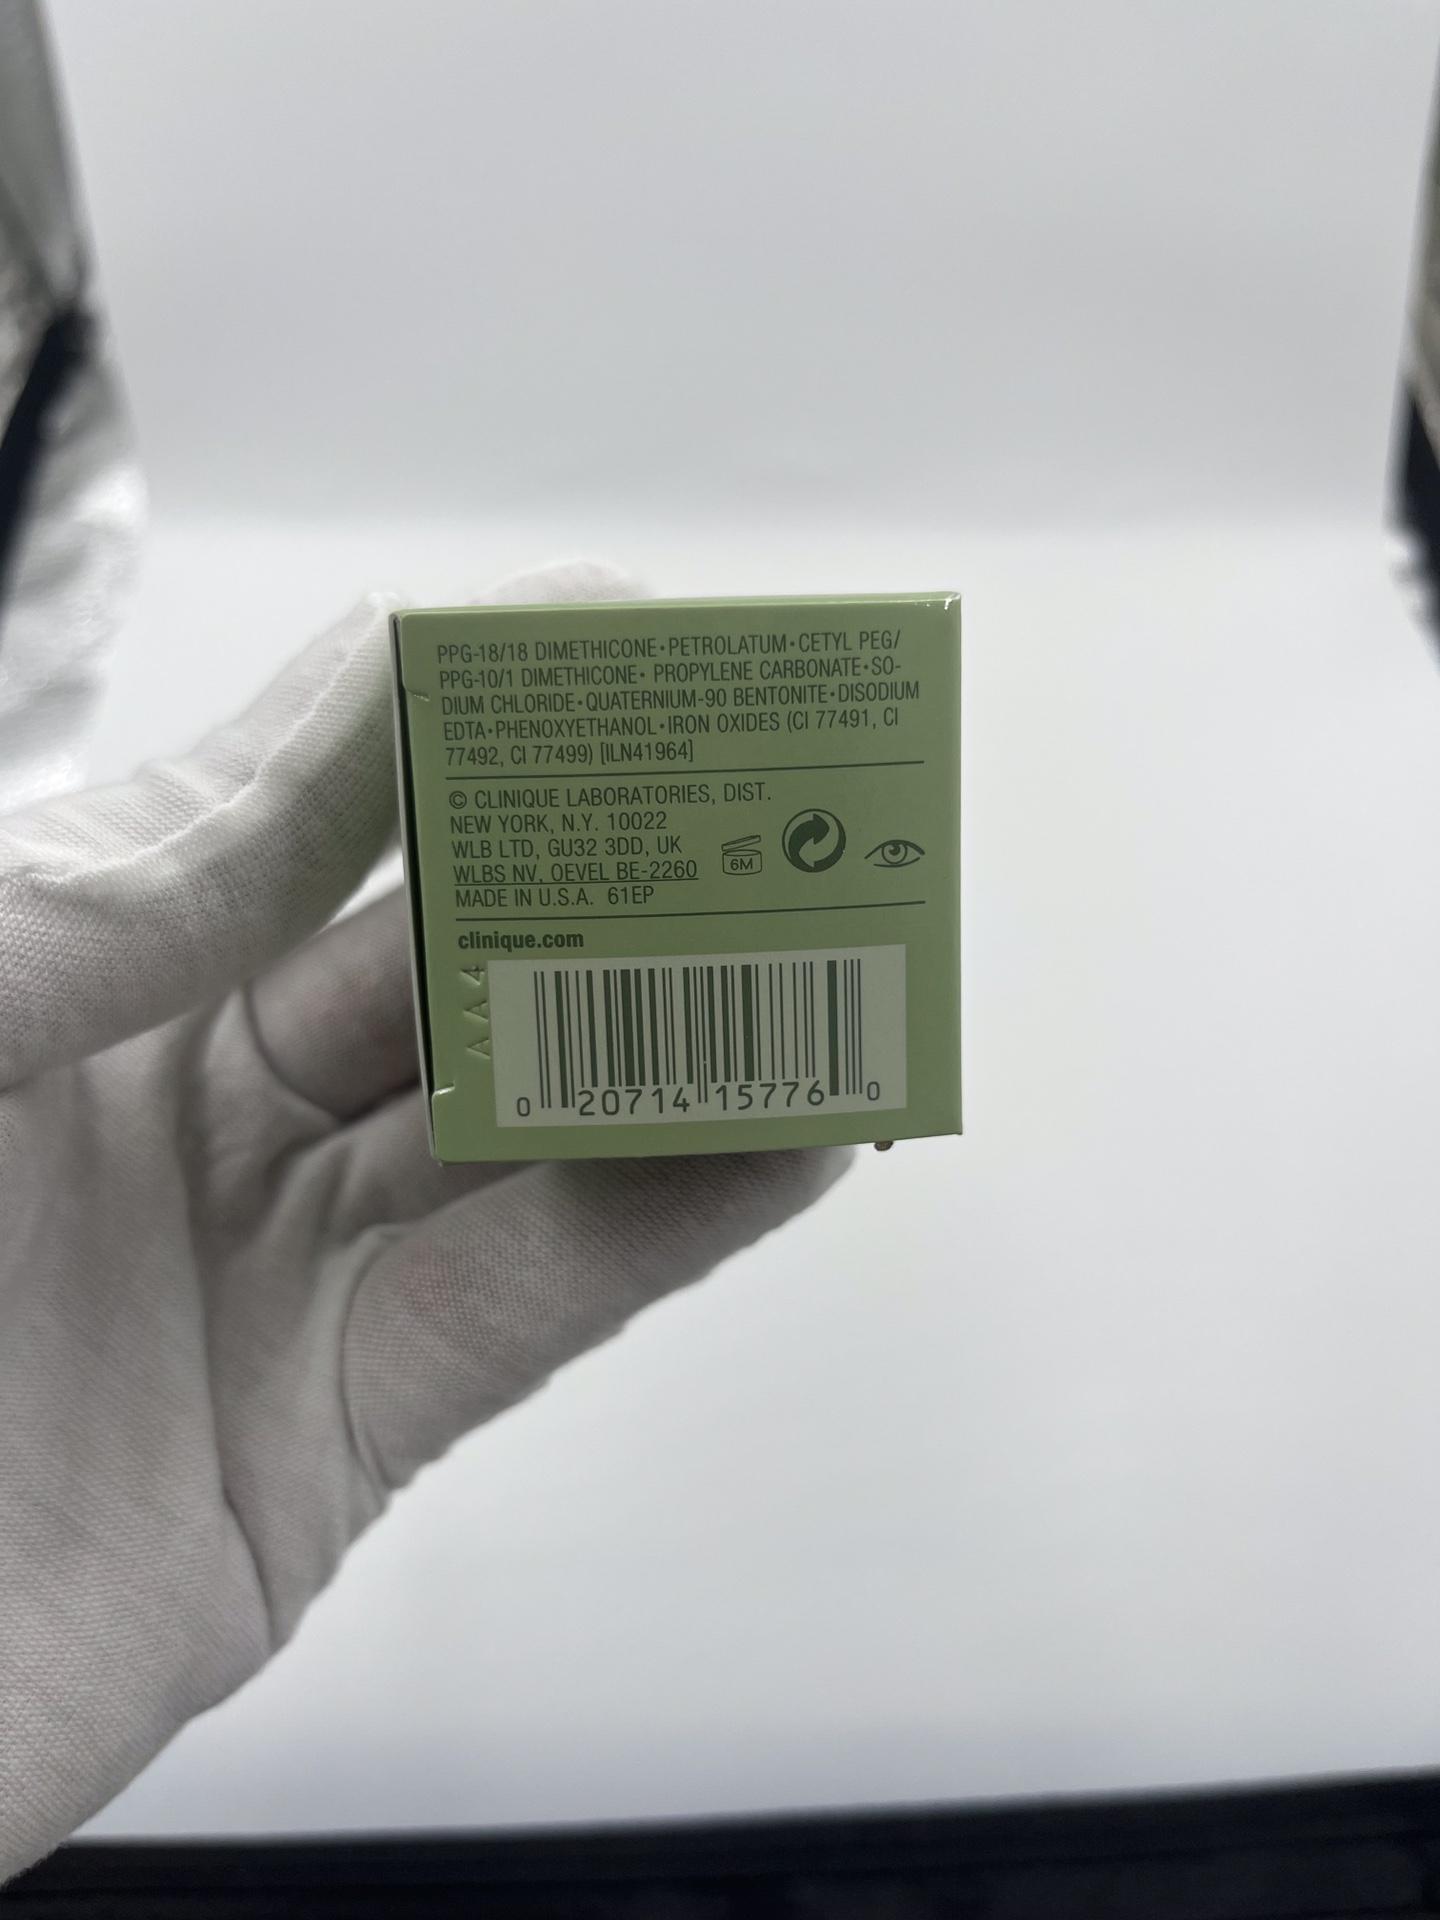 PPG-18/18 DIMETHICONE•PETROLATUM•CETYL PEG/
PPG-10/1 DIMETHICONE• PROPYLENE CARBONATE•SO-
DIUM CHLORIDE•QUATERNIUM-90 BENTONITE•DISODIUM
EDTA•PHENOXYETHANOL•IRON OXIDES (CI 77491, CI
77492, CI 77499) [ILN41964]
© CLINIQUE LABORATORIES, DIST.
NEW YORK, N.Y. 10022
WLB LTD, GU32 3DD, UK
WLBS NV, OEVEL BE-2260
MADE IN U.S.A. 61EP
6M
clinique.com
AA4
0 20714 15776 0